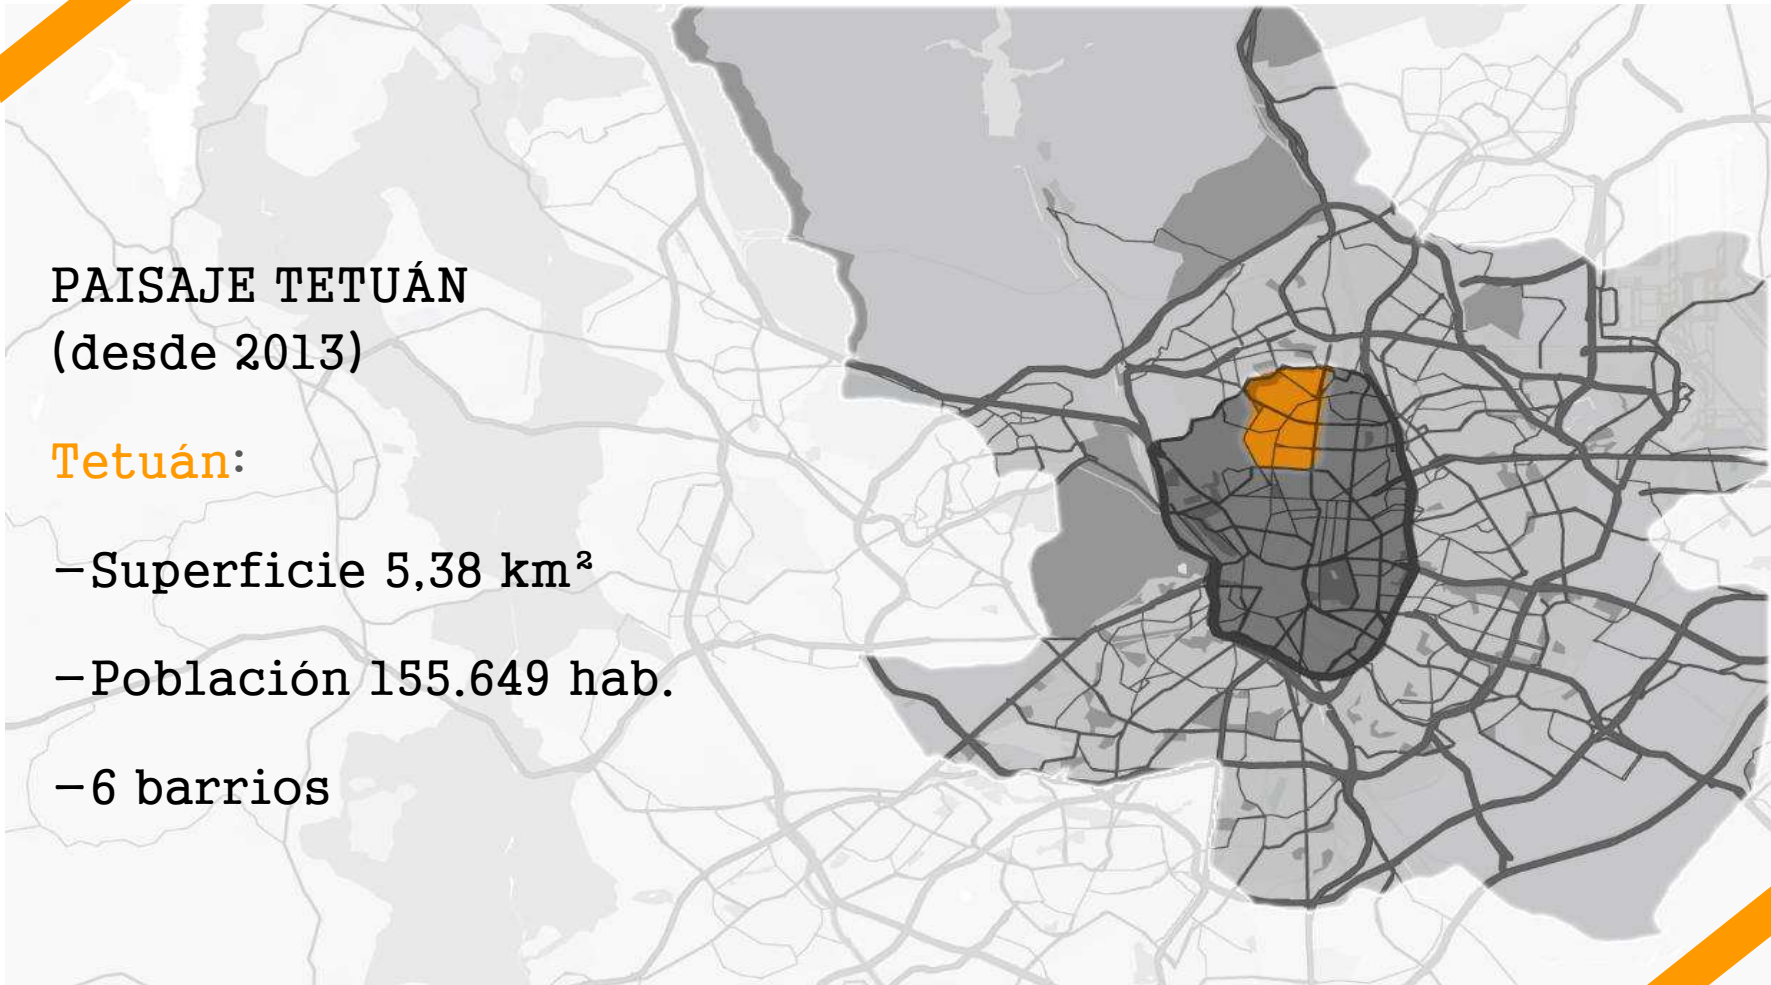 PAISAJE TETUÁN
(desde 2013)
Tetuán:
-Superficie 5,38 km²
-Población 155.649 hab.
-6 barrios